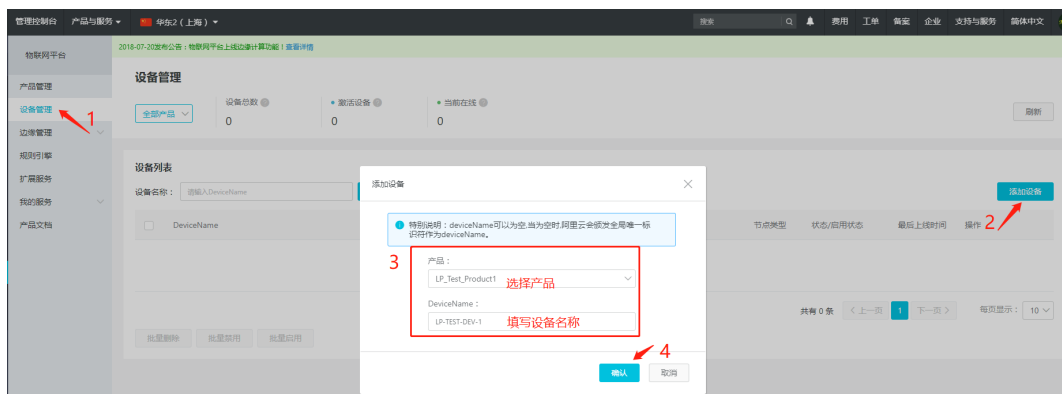 管理控制台 产品与服务 华东2（上海） 搜索 费用 工单 备案 企业 支持与服务 简体中文
物联网平台
2018-07-20发布公告：物联网平台上线边缘计算功能！查看详情
产品管理
设备管理
边缘管理
规则引擎
扩展服务
我的服务
产品文档
1
设备管理
全部产品
设备总数
0
激活设备
0
当前在线
0
刷新
设备列表
设备名称： 请输入DeviceName
添加设备
2
DeviceName 节点类型 状态/启用状态 最后上线时间 操作
共有 0 条 < 上一页 1 下一页 > 每页显示： 10
批量删除 批量禁用 批量启用
添加设备
特别说明：deviceName可以为空,当为空时,阿里云会颁发全局唯一标
识符作为deviceName。
3
产品：
LP_Test_Product1 选择产品
DeviceName：
LP-TEST-DEV-1 填写设备名称
4
确认 取消